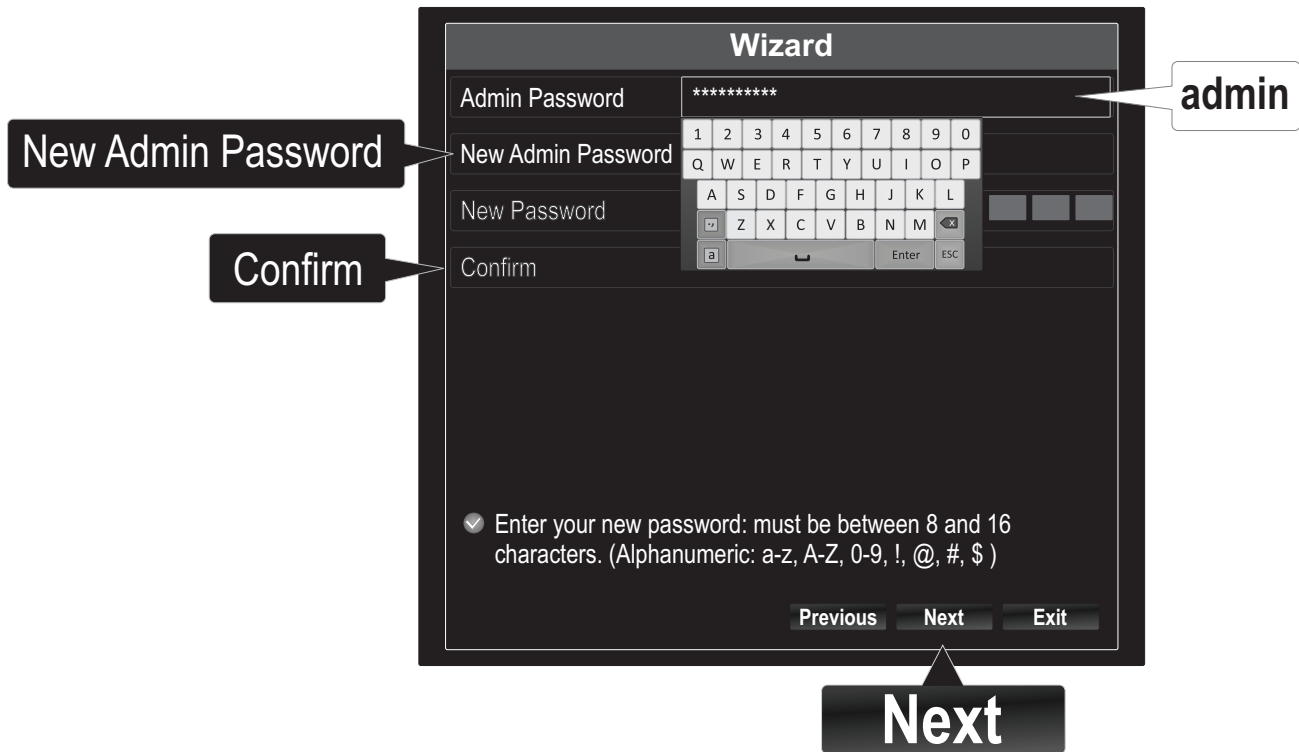 Wizard
Admin Password
**********
admin
1 2 3 4 5 6 7 8 9 0
New Admin Password
New Admin Password
Q W E R T Y U I O P
A S D F G H J K L
New Password
., Z X C V B N M x
a Enter ESC
Confirm
Confirm
Enter your new password: must be between 8 and 16
characters. (Alphanumeric: a-z, A-Z, 0-9, !, @, #, $ )
Previous Next Exit
Next